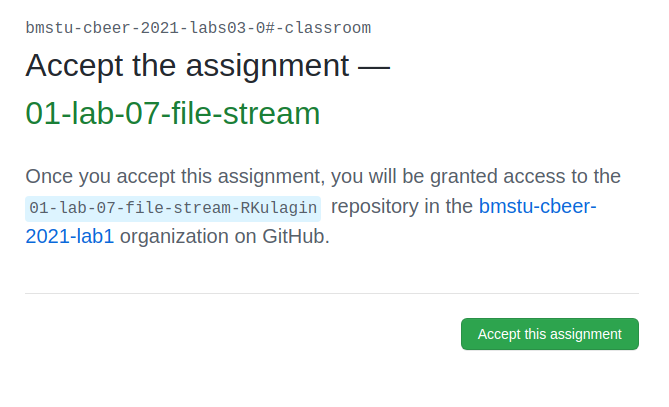 bmstu-cbeer-2021-labs03-0#-classroom
Accept the assignment —
01-lab-07-file-stream
Once you accept this assignment, you will be granted access to the
01-lab-07-file-stream-RKulagin repository in the bmstu-cbeer-
2021-lab1 organization on GitHub.
Accept this assignment